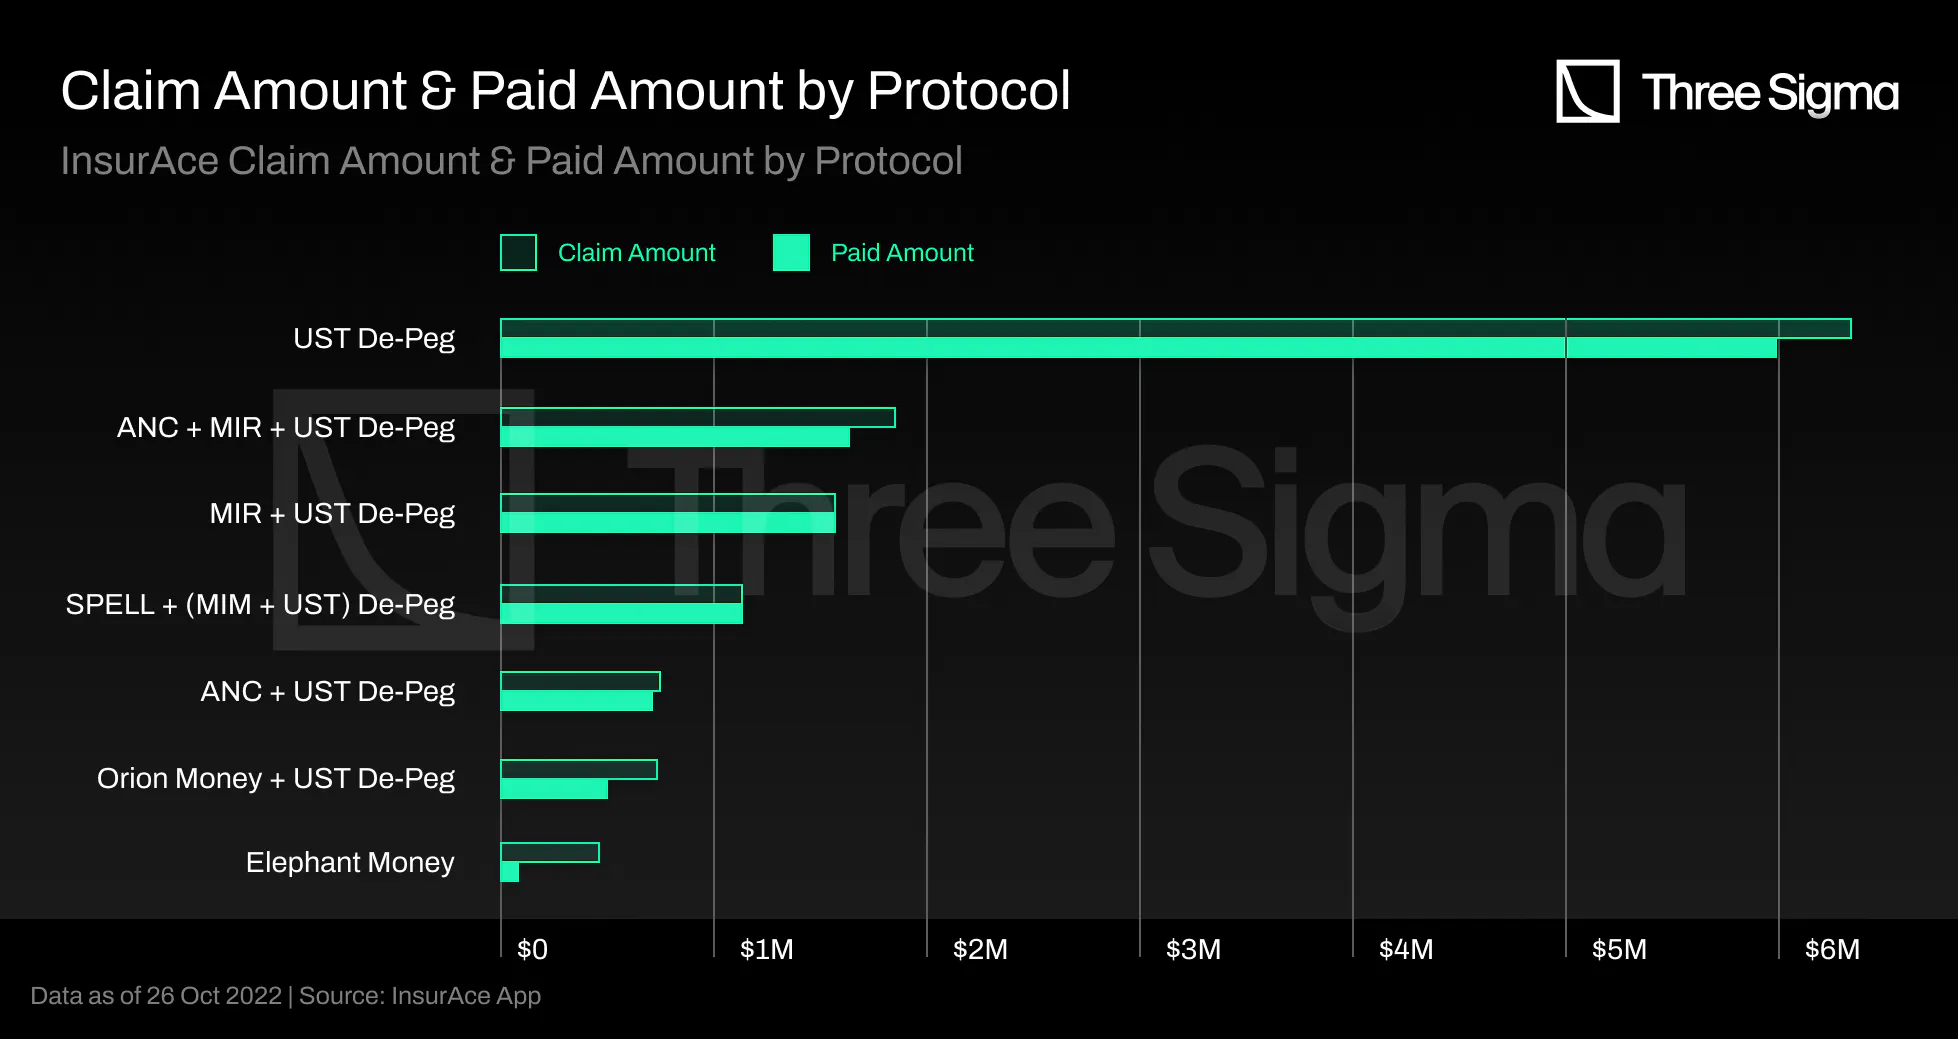 Claim Amount & Paid Amount by Protocol
Three Sigma
InsurAce Claim Amount & Paid Amount by Protocol
Claim Amount
Paid Amount
UST De-Peg
ANC + MIR + UST De-Peg
MIR + UST De-Peg
SPELL + (MIM + UST) De-Peg
ANC + UST De-Peg
Orion Money + UST De-Peg
Elephant Money
Three Sigma
$0 $1M $2M $3M $4M $5M $6M
Data as of 26 Oct 2022 | Source: InsurAce App